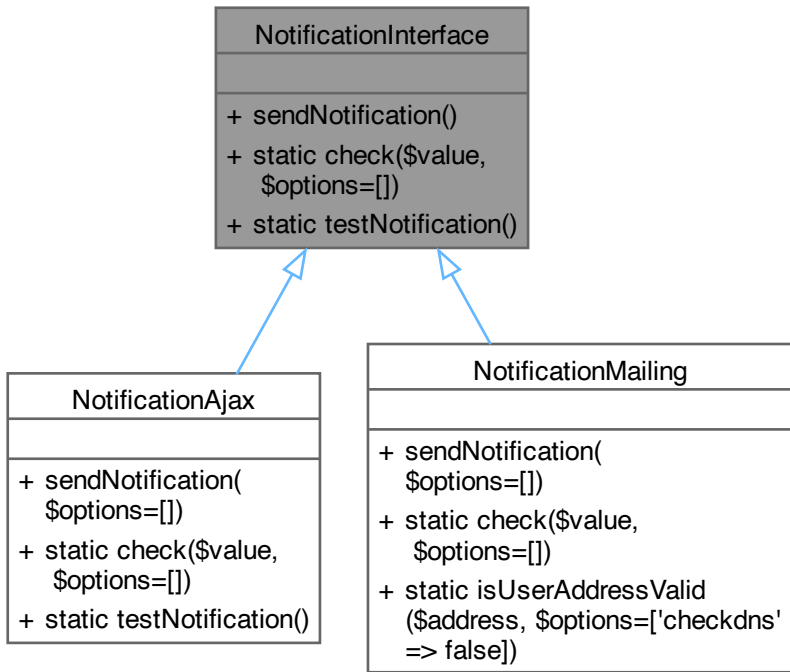 NotificationInterface
+ sendNotification()
+ static check($value,
$options=[])
+ static testNotification()
NotificationAjax
+ sendNotification(
$options=[])
+ static check($value,
$options=[])
+ static testNotification()
NotificationMailing
+ sendNotification(
$options=[])
+ static check($value,
$options=[])
+ static isUserAddressValid
($address, $options=['checkdns'
=> false])